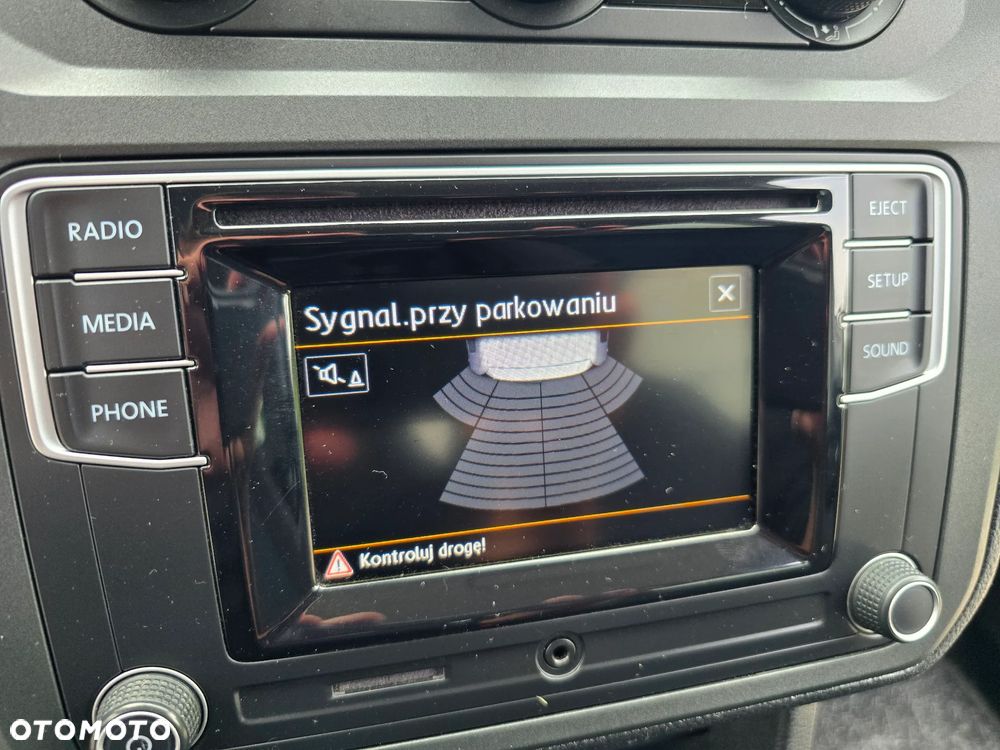 RADIO
MEDIA
PHONE
EJECT
SETUP
SOUND
Sygnal.przy parkowaniu
Kontroluj drogę!
OTOMOTO